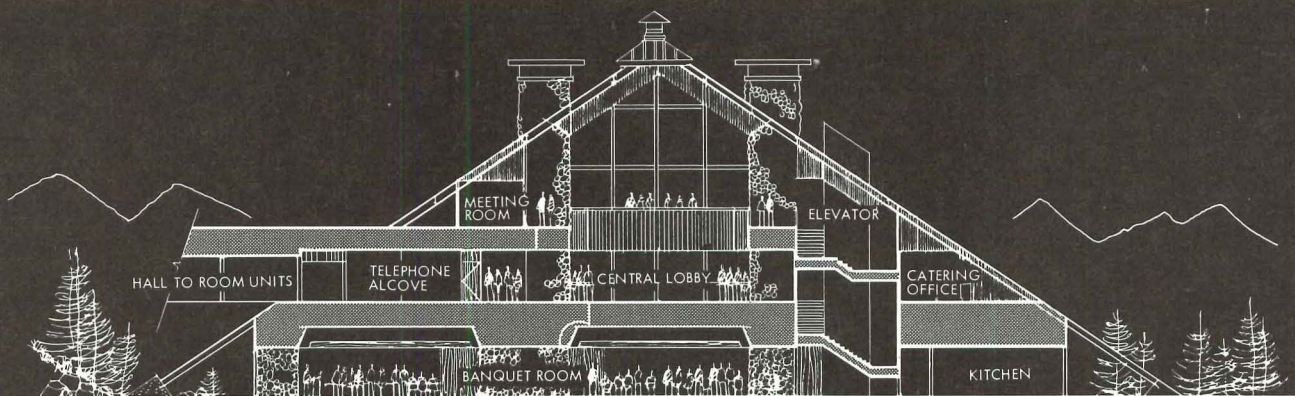 MEETING
ROOM
ELEVATOR
HALL TO ROOM UNITS
TELEPHONE
ALCOVE
CENTRAL LOBBY
CATERING
OFFICE
BANQUET ROOM
KITCHEN